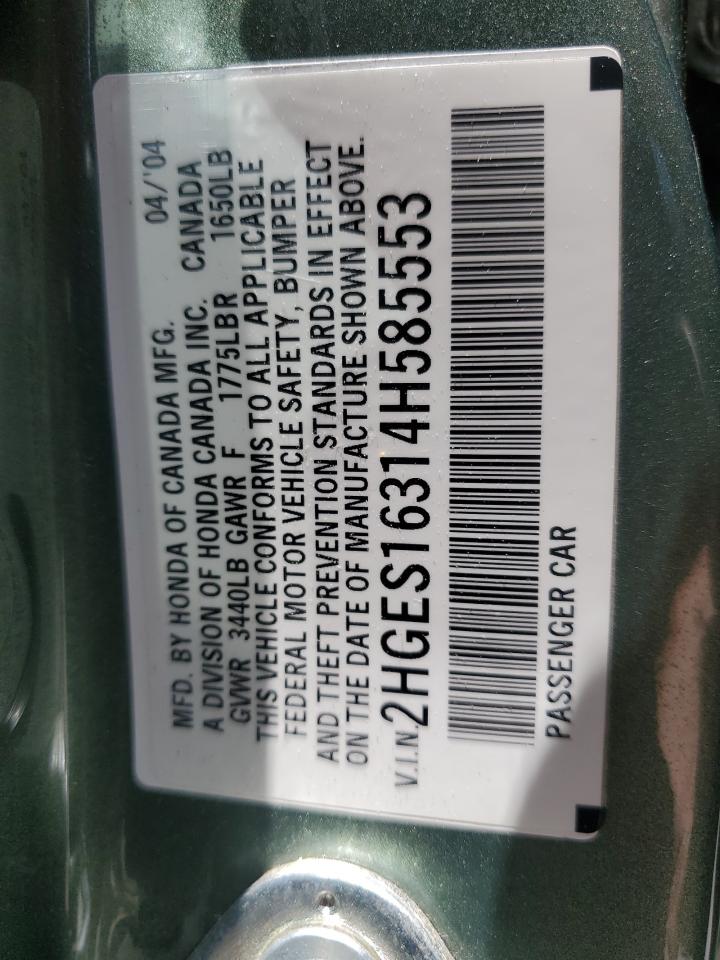 MFD. BY HONDA OF CANADA MFG. 04/'04
A DIVISION OF HONDA CANADA INC. CANADA
GVWR 3440LB GAWR F 1775LBR 1650LB
THIS VEHICLE CONFORMS TO ALL APPLICABLE
FEDERAL MOTOR VEHICLE SAFETY, BUMPER
AND THEFT PREVENTION STANDARDS IN EFFECT
ON THE DATE OF MANUFACTURE SHOWN ABOVE.
V.I.N. 2HGES16314H585553
PASSENGER CAR